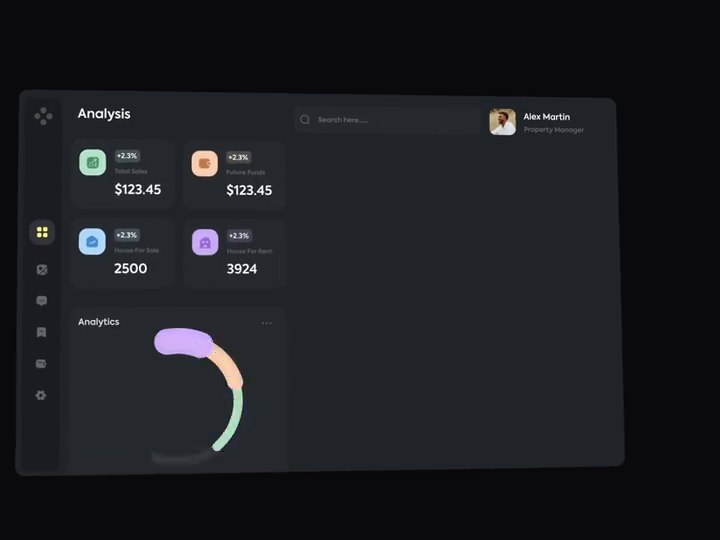 Analysis
Search here.....
Alex Martin
Property Manager
+2.3%
Total Sales
$123.45
+2.3%
Future Funds
$123.45
+2.3%
House For Sale
2500
+2.3%
House For Rent
3924
Analytics